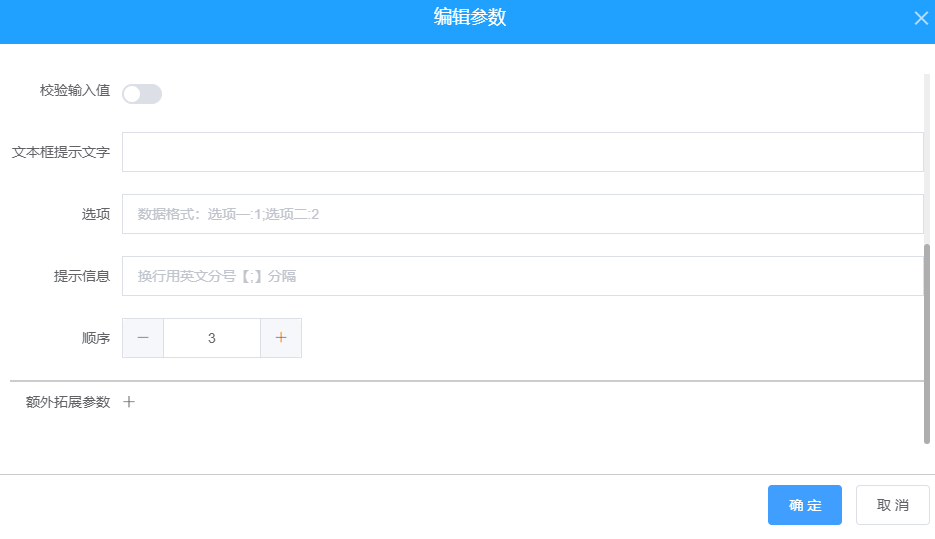 编辑参数
校验输入值
文本框提示文字
选项 数据格式：选项一:1;选项二:2
提示信息 换行用英文分号【;】分隔
顺序 3
额外拓展参数
确 定 取 消